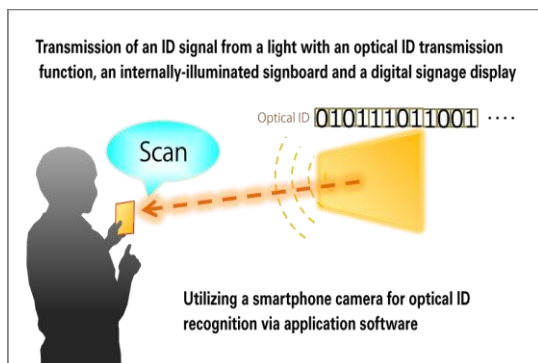 Transmission of an ID signal from a light with an optical ID transmission
function, an internally-illuminated signboard and a digital signage display
Optical ID 010111011001 ····
Scan
Utilizing a smartphone camera for optical ID
recognition via application software